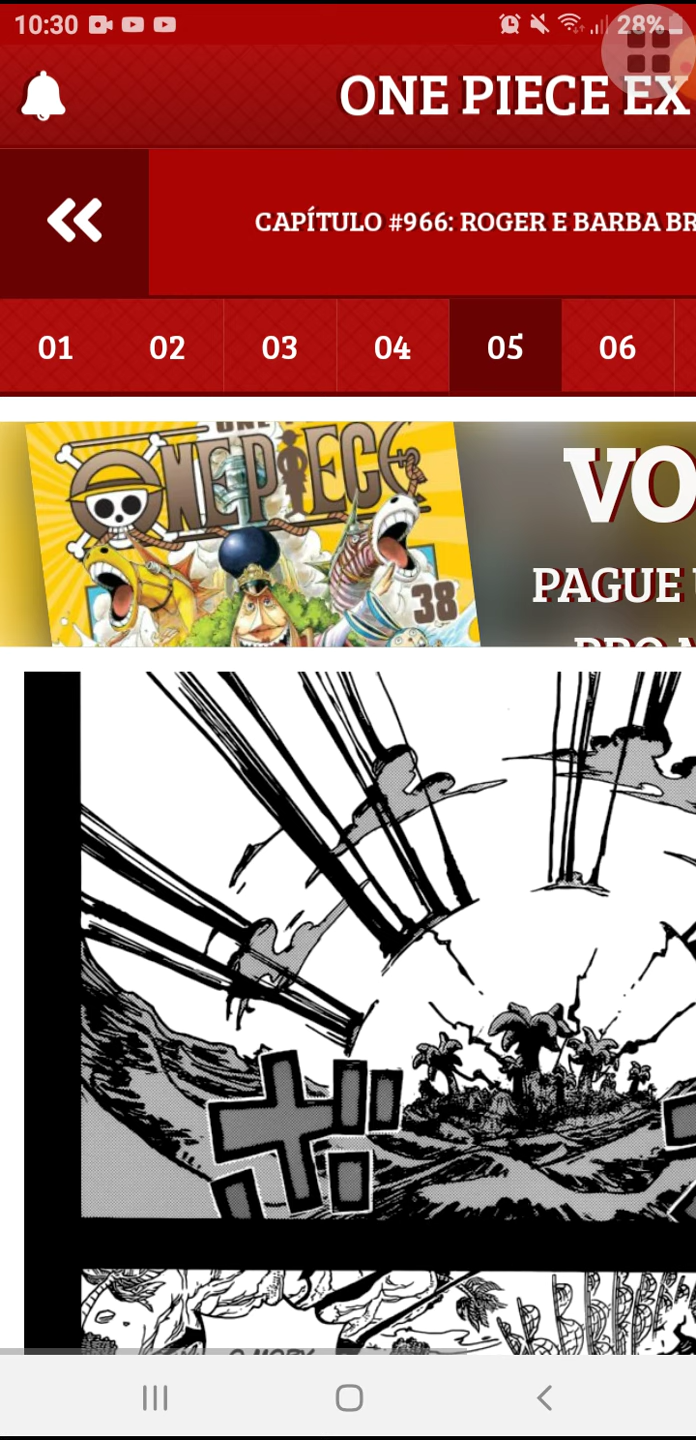 10:30
28%
ONE PIECE EX
CAPÍTULO #966: ROGER E BARBA BR
01 02 03 04 05 06
ONE PIECE
38
VO
PAGUE
ボ